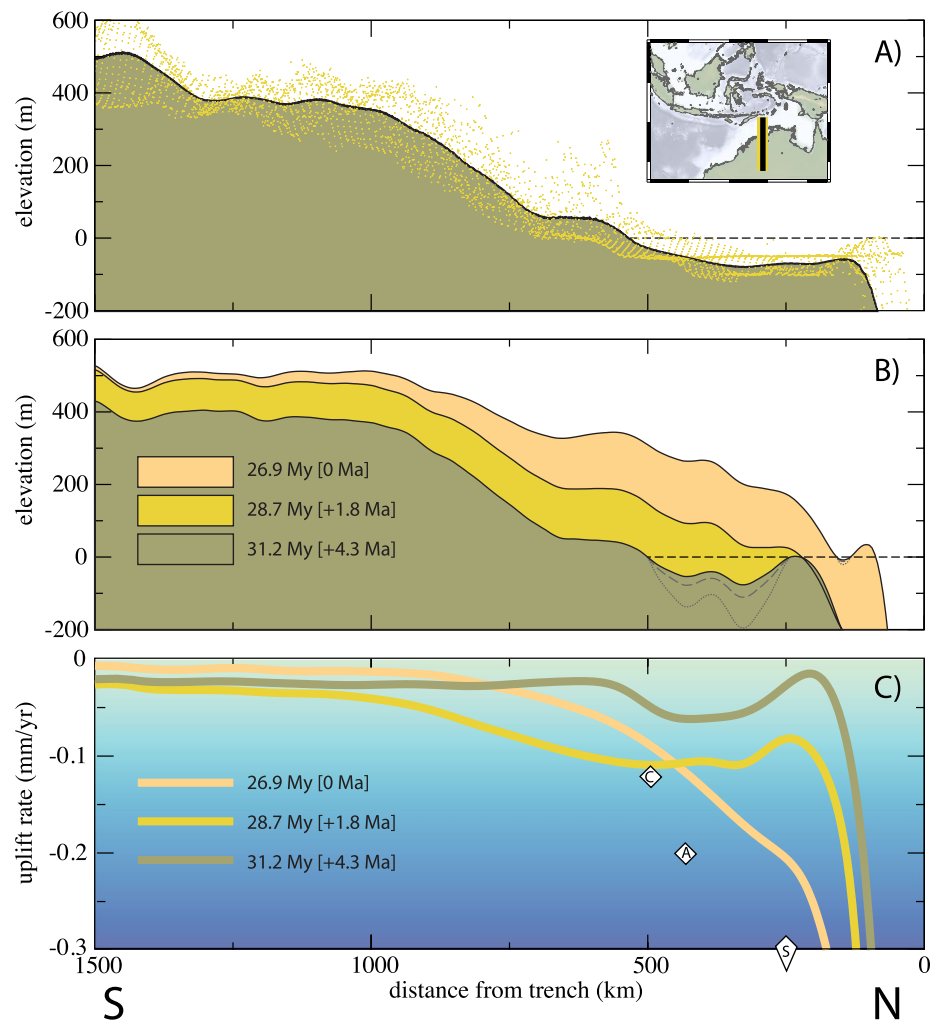 600
400
200
0
-200
elevation (m)
A)
600
400
200
0
-200
elevation (m)
B)
26.9 My [0 Ma]
28.7 My [+1.8 Ma]
31.2 My [+4.3 Ma]
0
-0.1
-0.2
-0.3
uplift rate (mm/yr)
C)
26.9 My [0 Ma]
28.7 My [+1.8 Ma]
31.2 My [+4.3 Ma]
C
A
S
1500 1000 500 0
distance from trench (km)
S N